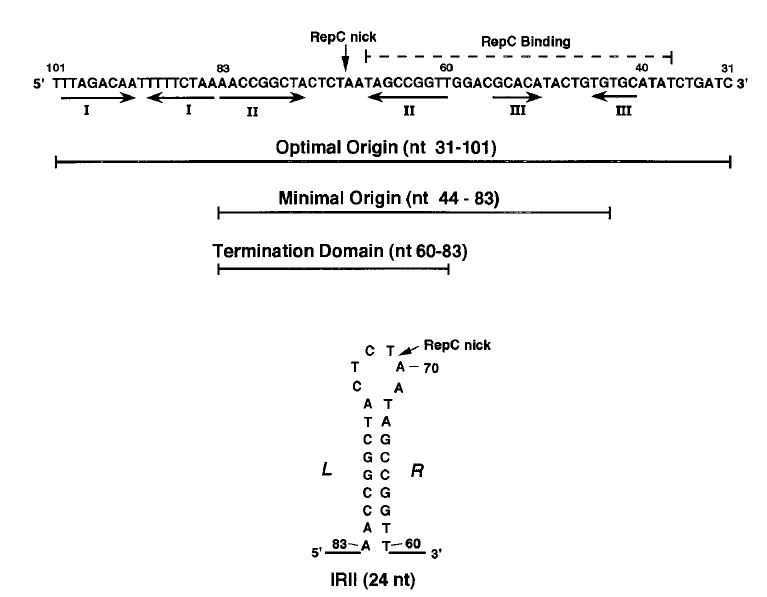 RepC nick
RepC Binding
101 83 60 40 31
5' TTTAGACAATTTTTCTAAAACCGGCTACTCTAATAGCCGGTTGGACGCACATACTGTGTGCATATCTGATC 3'
I I II II III III
Optimal Origin (nt 31-101)
Minimal Origin (nt 44 - 83)
Termination Domain (nt 60-83)
C T RepC nick
T A – 70
C A
A T
T A
C G
G C
L G C R
C G
C G
A T
5' 83– A T –60 3'
IRII (24 nt)